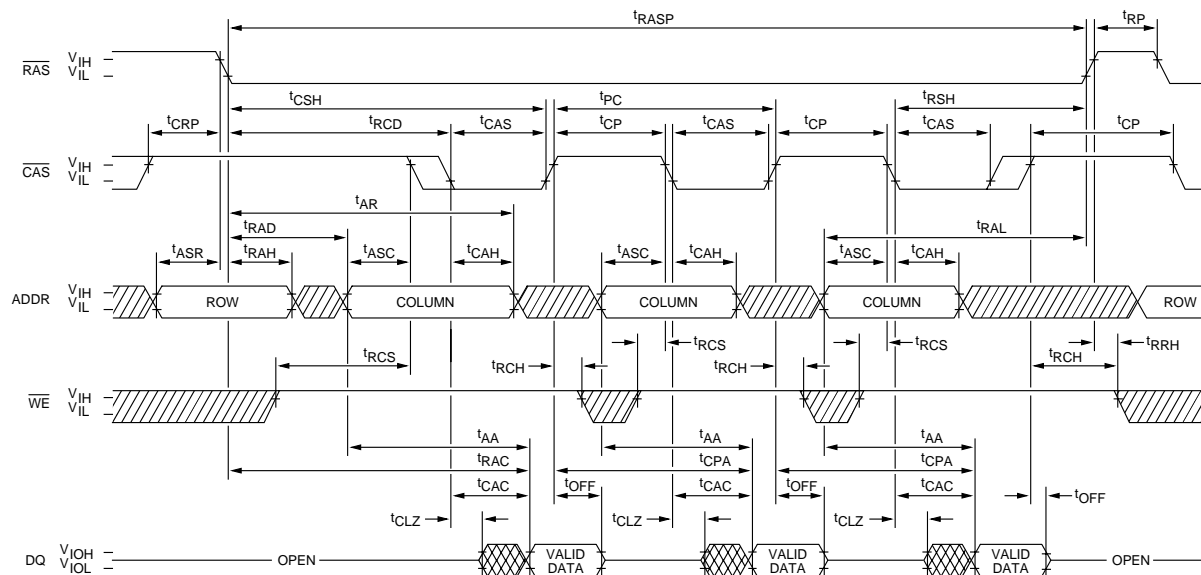 tRASP tRP
RAS VIH
VIL
tCSH tPC tRSH
tCRP tRCD tCAS tCP tCAS tCP tCAS tCP
CAS VIH
VIL
tAR
tRAD tRAL
tASR tRAH tASC tCAH tASC tCAH tASC tCAH
ADDR VIH
VIL ROW COLUMN COLUMN COLUMN ROW
tRCS tRCH tRCS tRCH tRCS tRCH tRRH
WE VIH
VIL
tAA tAA tAA
tRAC tCPA tCPA
tCAC tOFF tCAC tOFF tCAC tOFF
tCLZ tCLZ tCLZ
DQ VIOH
VIOL OPEN VALID DATA VALID DATA VALID DATA OPEN